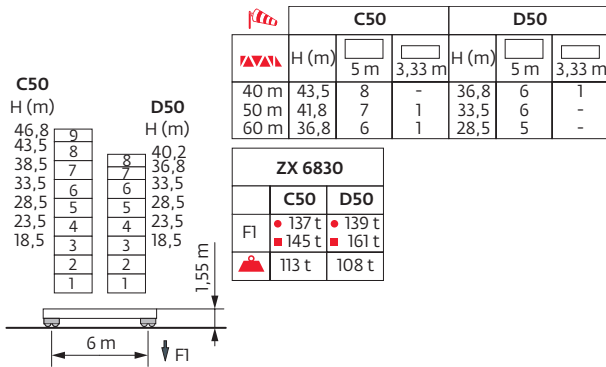 C50 D50
H (m) 5 m 3,33 m H (m) 5 m 3,33 m
40 m 43,5 8 - 36,8 6 1
50 m 41,8 7 1 33,5 6 -
60 m 36,8 6 1 28,5 5 -
C50
H (m)
46,8
43,5
38,5
33,5
28,5
23,5
18,5
9
8
7
6
5
4
3
2
1
D50
H (m)
40,2
36,8
33,5
28,5
23,5
18,5
8
7
6
5
4
3
2
1
1,55 m
6 m
F1
ZX 6830
C50 D50
F1 137 t 139 t
145 t 161 t
113 t 108 t